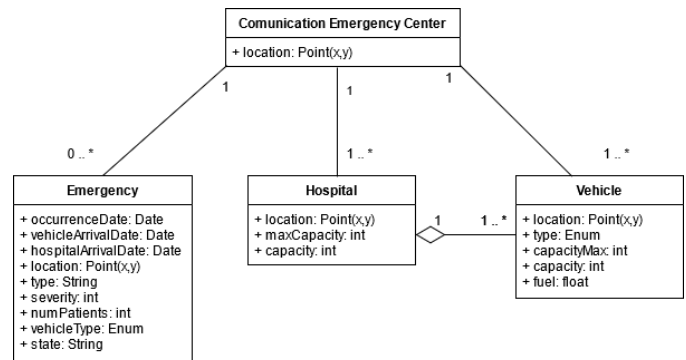 Comunication Emergency Center
+ location: Point(x,y)
1
1
1
0 .. *
1 .. *
1 .. *
Emergency
+ occurrenceDate: Date
+ vehicleArrivalDate: Date
+ hospitalArrivalDate: Date
+ location: Point(x,y)
+ type: String
+ severity: int
+ numPatients: int
+ vehicleType: Enum
+ state: String
Hospital
+ location: Point(x,y)
+ maxCapacity: int
+ capacity: int
1
1 .. *
Vehicle
+ location: Point(x,y)
+ type: Enum
+ capacityMax: int
+ capacity: int
+ fuel: float